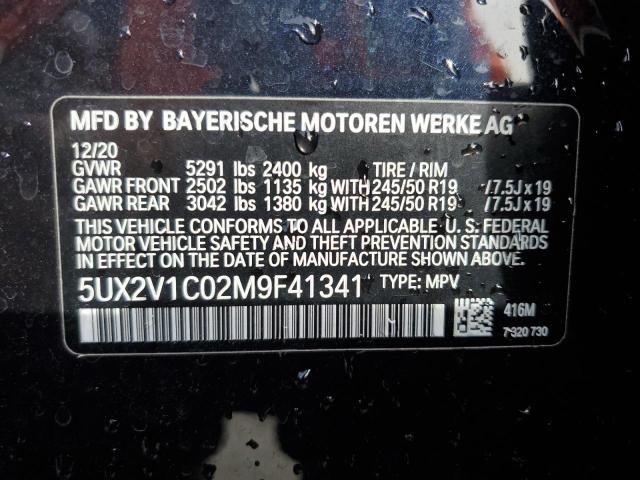 MFD BY BAYERISCHE MOTOREN WERKE AG
12/20
GVWR 5291 lbs 2400 kg TIRE / RIM
GAWR FRONT 2502 lbs 1135 kg WITH 245/50 R19 /7.5J x 19
GAWR REAR 3042 lbs 1380 kg WITH 245/50 R19 /7.5J x 19
THIS VEHICLE CONFORMS TO ALL APPLICABLE U. S. FEDERAL
MOTOR VEHICLE SAFETY AND THEFT PREVENTION STANDARDS
IN EFFECT ON THE DATE OF MANUFACTURE SHOWN ABOVE.
5UX2V1C02M9F41341 TYPE: MPV
416M
7 920 730